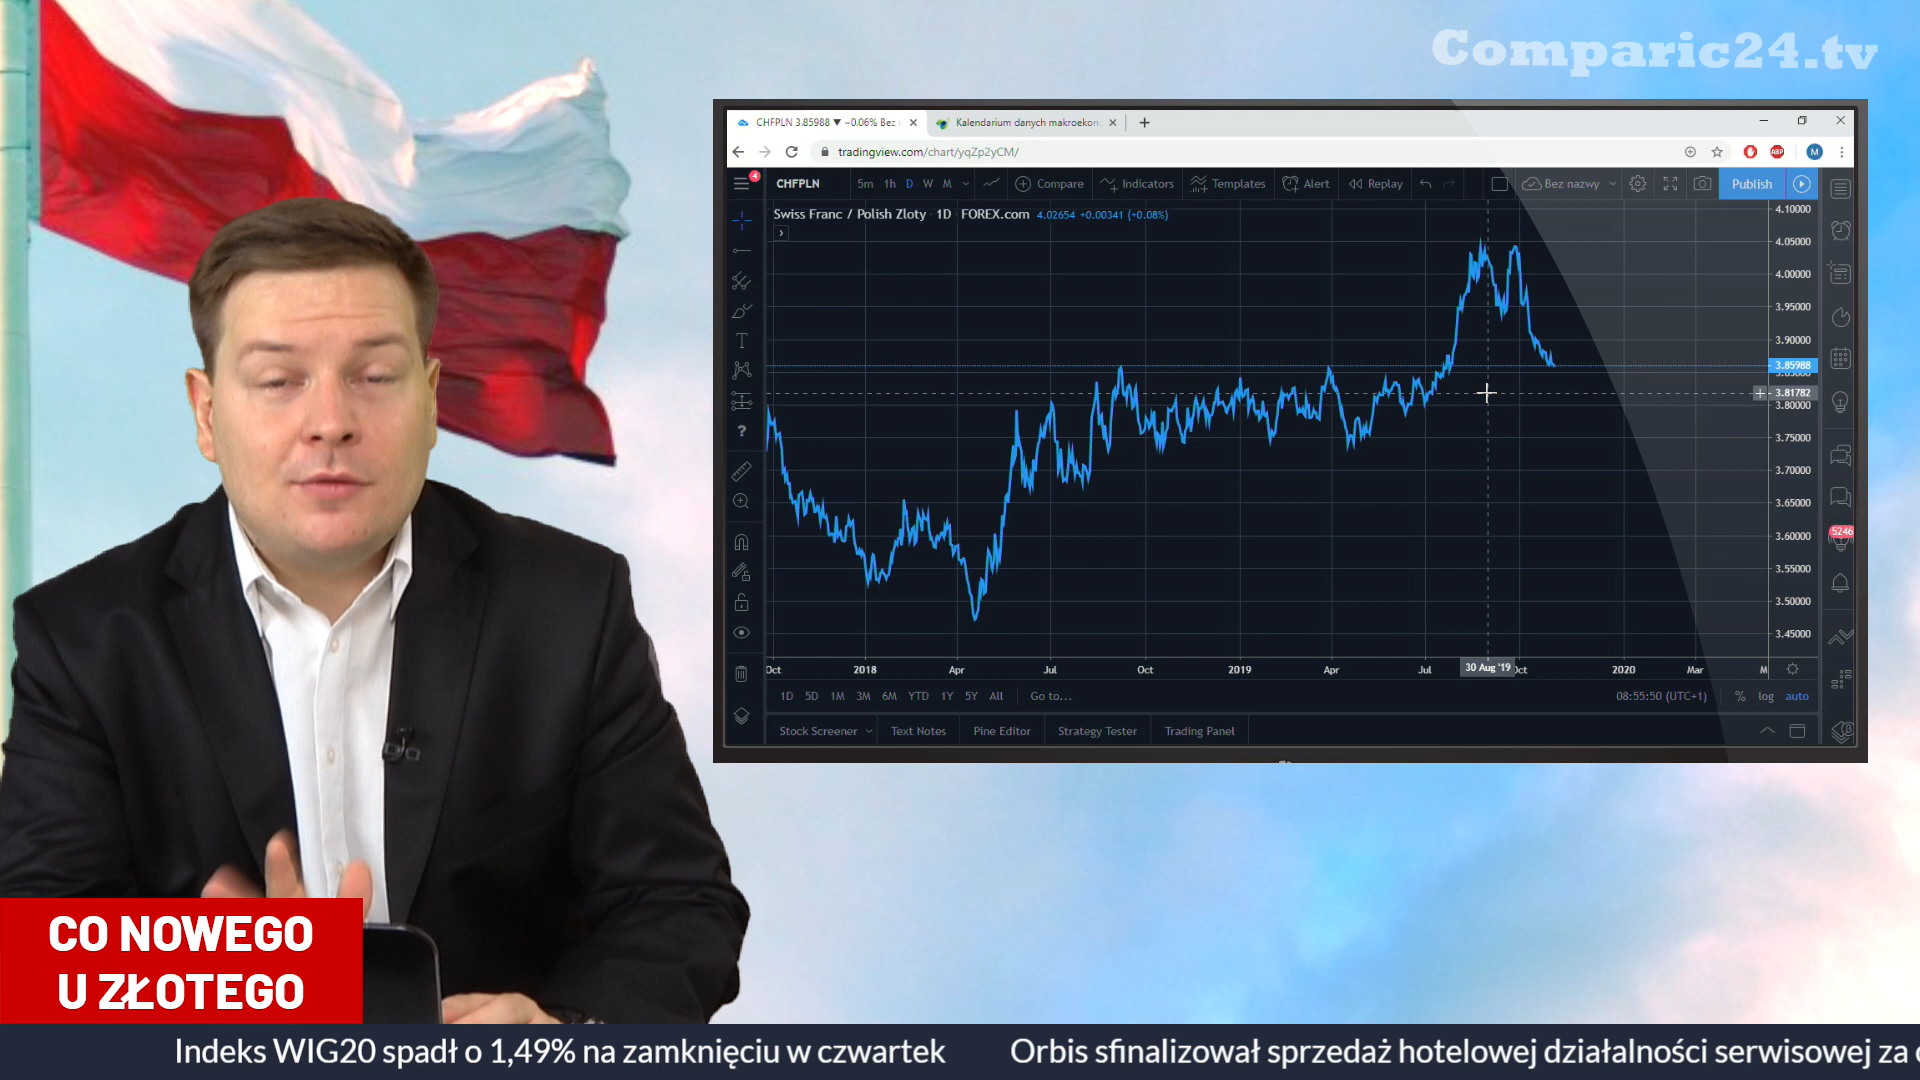 Comparic24.tv
CHFPLN 3.85988 ▼ −0.06% Bez
Kalendarium danych makroekon
tradingview.com/chart/yqZp2yCM/
ABP
M
4
CHFPLN 5m 1h D W M Compare Indicators Templates Alert Replay Bez nazwy Publish
Swiss Franc / Polish Zloty · 1D · FOREX.com 4.02654 +0.00341 (+0.08%)
4.10000
4.05000
4.00000
3.95000
3.90000
3.85988
3.85000
3.81782
3.80000
3.75000
3.70000
3.65000
3.60000
3.55000
3.50000
3.45000
5246
Oct 2018 Apr Jul Oct 2019 Apr Jul 30 Aug '19 Oct 2020 Mar M
1D 5D 1M 3M 6M YTD 1Y 5Y All Go to... 08:55:50 (UTC+1) % log auto
Stock Screener Text Notes Pine Editor Strategy Tester Trading Panel
CO NOWEGO
U ZŁOTEGO
Indeks WIG20 spadł o 1,49% na zamknięciu w czwartek Orbis sfinalizował sprzedaż hotelowej działalności serwisowej za